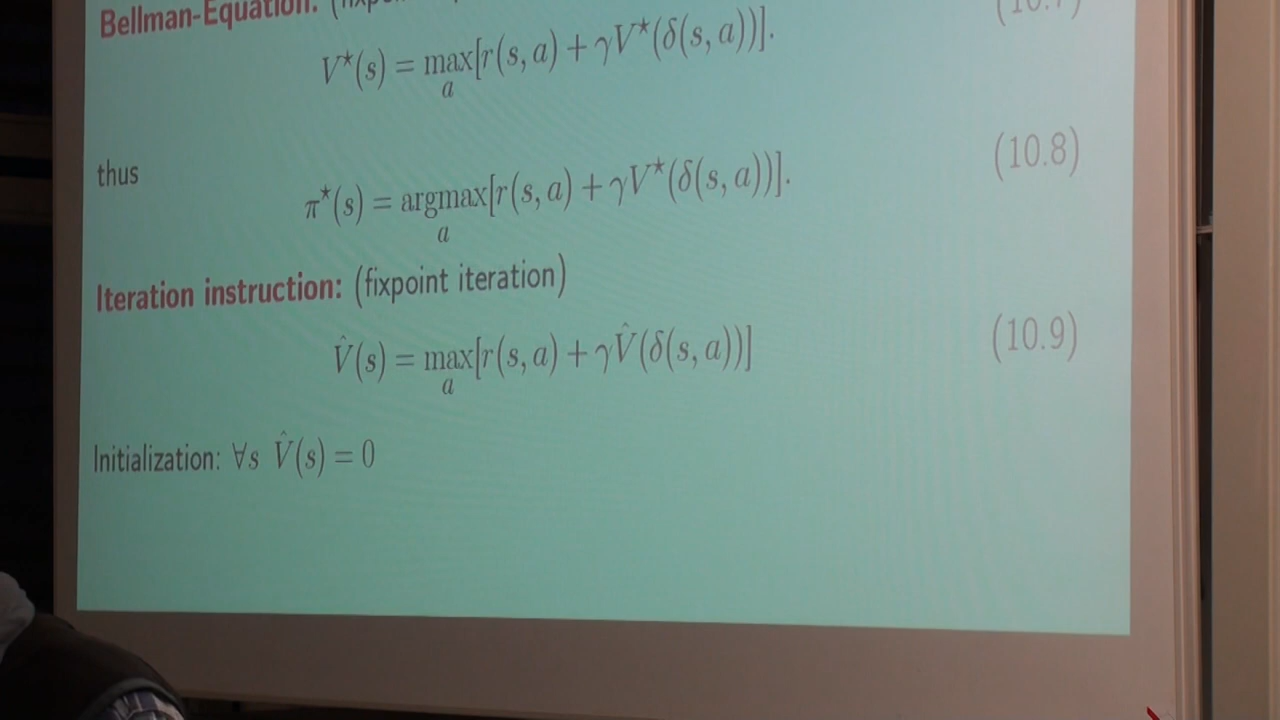 Bellman-Equation:
V*(s) = max[r(s, a) + γV*(δ(s, a))].
a
thus
π*(s) = argmax[r(s, a) + γV*(δ(s, a))]. (10.8)
a
Iteration instruction: (fixpoint iteration)
V̂(s) = max[r(s, a) + γV̂(δ(s, a))] (10.9)
a
Initialization: ∀s V̂(s) = 0